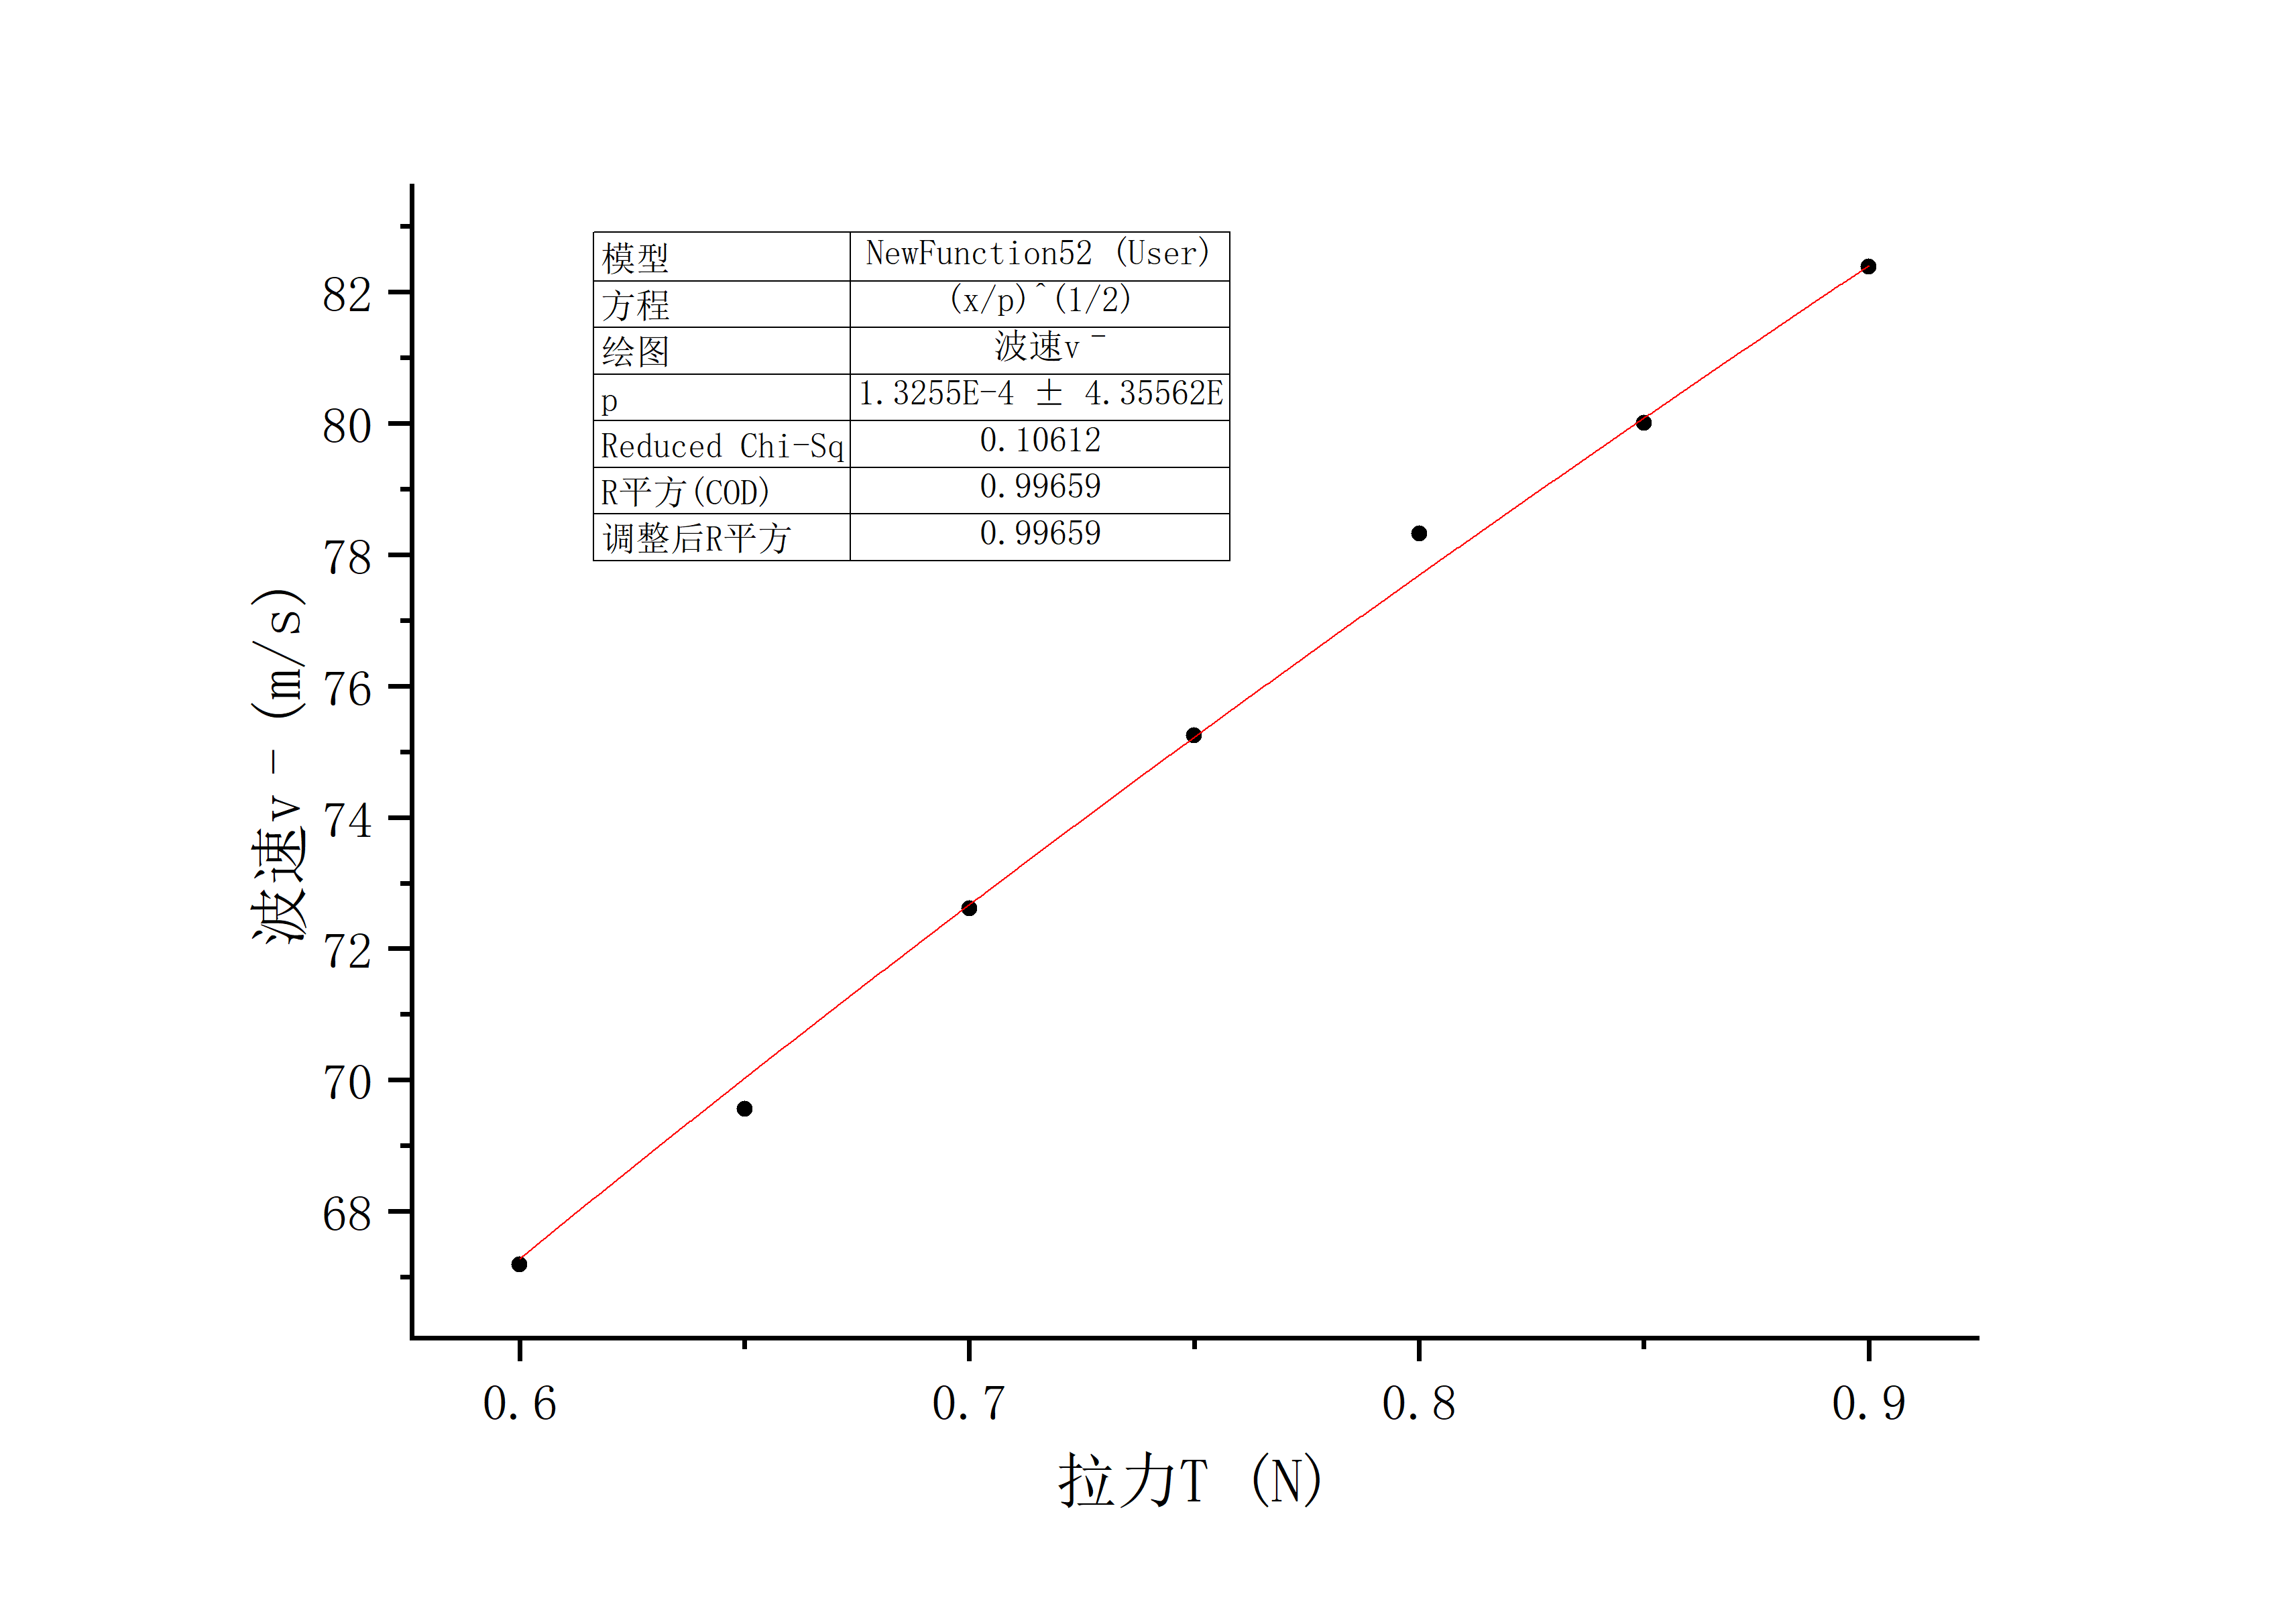 模型 NewFunction52 (User)
方程 (x/p)^(1/2)
绘图 波速v ˉ
p 1.3255E-4 ± 4.35562E
Reduced Chi-Sq 0.10612
R平方(COD) 0.99659
调整后R平方 0.99659
82
80
78
76
74
72
70
68
波速vˉ (m/s)
0.6 0.7 0.8 0.9
拉力T (N)